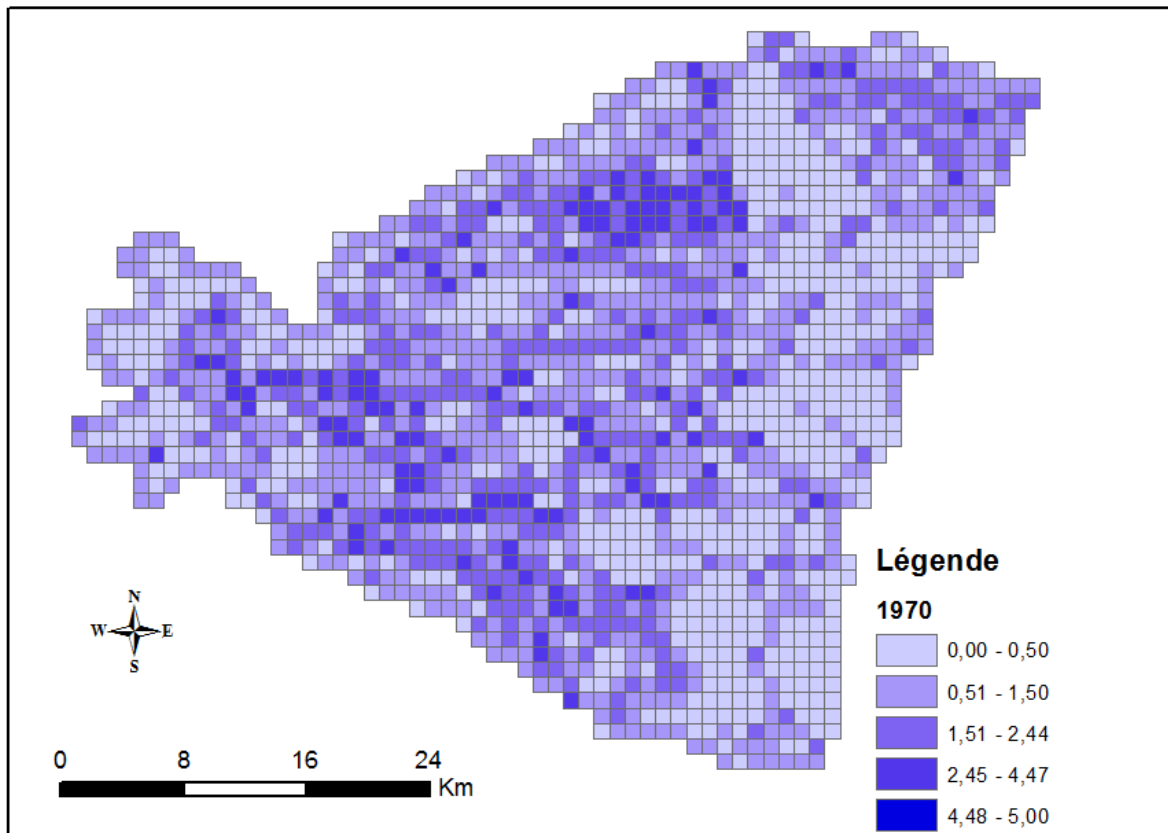 N
W E
S
0 8 16 24
Km
Légende
1970
0,00 - 0,50
0,51 - 1,50
1,51 - 2,44
2,45 - 4,47
4,48 - 5,00